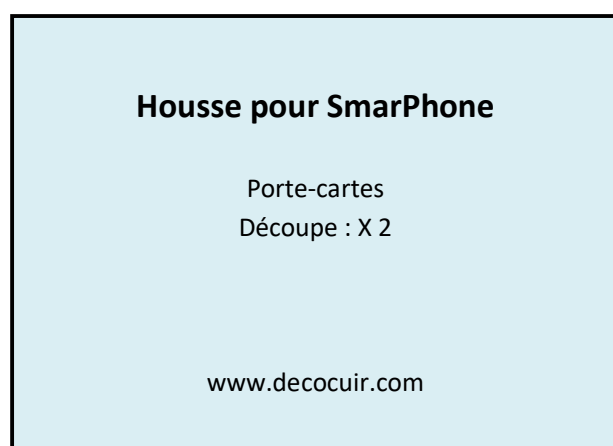 Housse pour SmarPhone
Porte-cartes
Découpe : X 2
www.decocuir.com